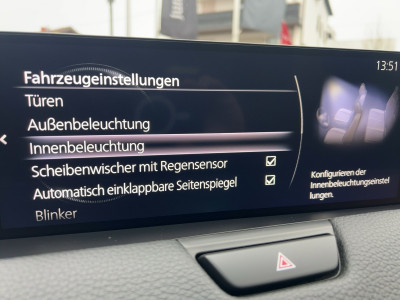 13:51
Fahrzeugeinstellungen
Türen
Außenbeleuchtung
Innenbeleuchtung
Scheibenwischer mit Regensensor
Automatisch einklappbare Seitenspiegel
Blinker
Konfigurieren der
Innenbeleuchtungseinstel
lungen.